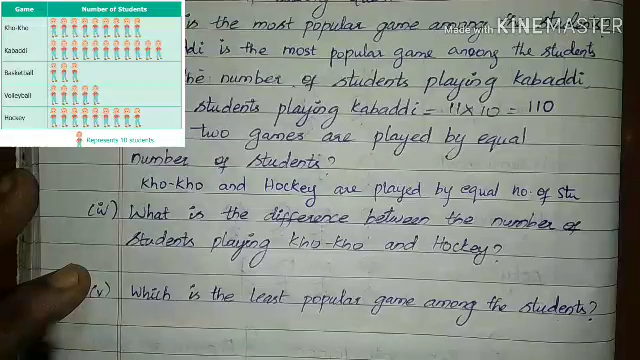 Game Number of Students
Kho-Kho
Kabaddi
Basketball
Volleyball
Hockey
Represents 10 students.
Made with KINEMASTER
is the most popular game among
is the most popular game among the students
number of students playing kabaddi.
students playing kabaddi = 11 x 10 = 110
two games are played by equal
number of students?
Kho-kho and Hockey are played by equal no. of stu
(iv) What is the difference between the number of
students playing kho-kho and Hockey?
(v) Which is the least popular game among the students?